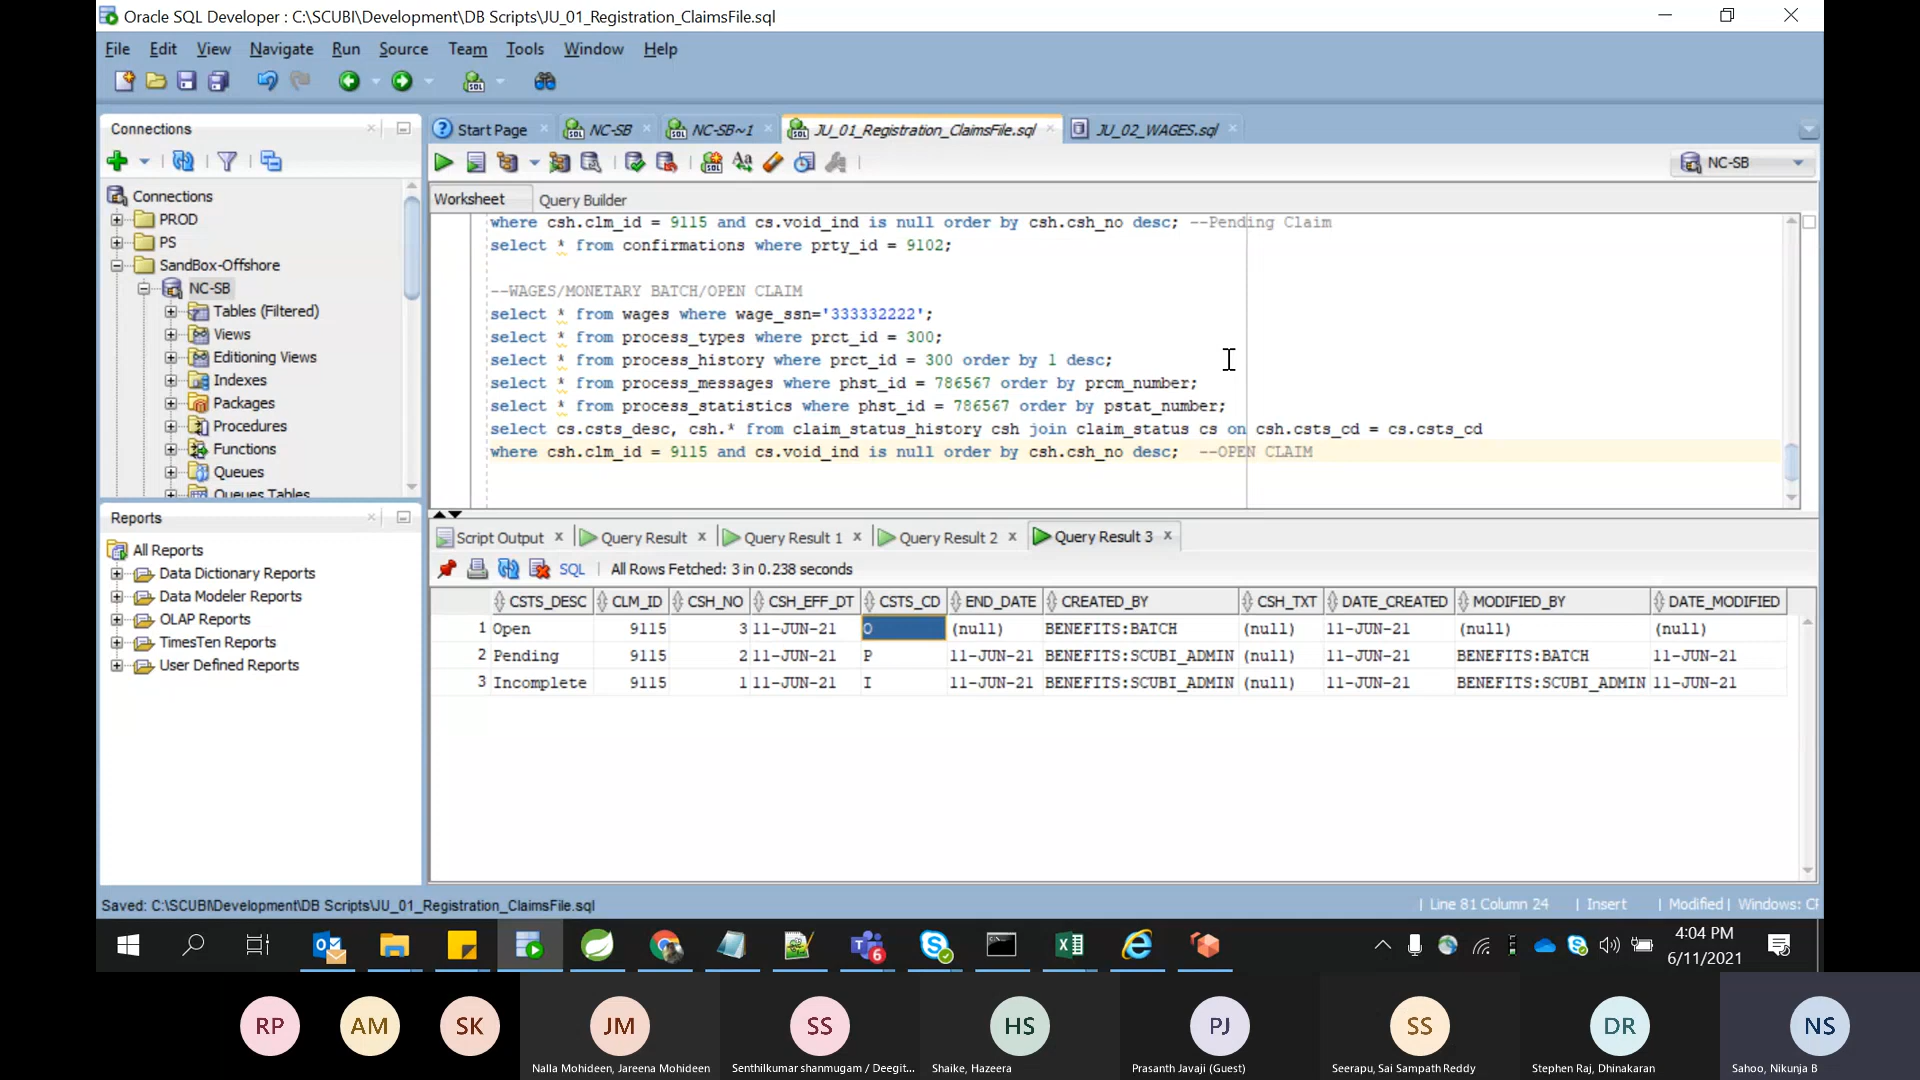 Oracle SQL Developer : C:\SCUBI\Development\DB Scripts\JU_01_Registration_ClaimsFile.sql
File Edit View Navigate Run Source Team Tools Window Help
Connections
Start Page NC-SB NC-SB~1 JU_01_Registration_ClaimsFile.sql JU_02_WAGES.sql
NC-SB
Worksheet Query Builder
Connections
PROD
PS
SandBox-Offshore
NC-SB
Tables (Filtered)
Views
Editioning Views
Indexes
Packages
Procedures
Functions
Queues
Queues Tables
where csh.clm_id = 9115 and cs.void_ind is null order by csh.csh_no desc; --Pending Claim
select * from confirmations where prty_id = 9102;
--WAGES/MONETARY BATCH/OPEN CLAIM
select * from wages where wage_ssn='333332222';
select * from process_types where prct_id = 300;
select * from process_history where prct_id = 300 order by 1 desc;
select * from process_messages where phst_id = 786567 order by prcm_number;
select * from process_statistics where phst_id = 786567 order by pstat_number;
select cs.csts_desc, csh.* from claim_status_history csh join claim_status cs on csh.csts_cd = cs.csts_cd
where csh.clm_id = 9115 and cs.void_ind is null order by csh.csh_no desc; --OPEN CLAIM
Reports
All Reports
Data Dictionary Reports
Data Modeler Reports
OLAP Reports
TimesTen Reports
User Defined Reports
Script Output Query Result Query Result 1 Query Result 2 Query Result 3
SQL All Rows Fetched: 3 in 0.238 seconds
CSTS_DESC CLM_ID CSH_NO CSH_EFF_DT CSTS_CD END_DATE CREATED_BY CSH_TXT DATE_CREATED MODIFIED_BY DATE_MODIFIED
1 Open 9115 3 11-JUN-21 O (null) BENEFITS:BATCH (null) 11-JUN-21 (null) (null)
2 Pending 9115 2 11-JUN-21 P 11-JUN-21 BENEFITS:SCUBI_ADMIN (null) 11-JUN-21 BENEFITS:BATCH 11-JUN-21
3 Incomplete 9115 1 11-JUN-21 I 11-JUN-21 BENEFITS:SCUBI_ADMIN (null) 11-JUN-21 BENEFITS:SCUBI_ADMIN 11-JUN-21
Saved: C:\SCUBI\Development\DB Scripts\JU_01_Registration_ClaimsFile.sql
Line 81 Column 24 Insert Modified Windows: CF
6
4:04 PM
6/11/2021
RP AM SK JM SS HS PJ SS DR NS
Nalla Mohideen, Jareena Mohideen Senthilkumar shanmugam / Deegit... Shaike, Hazeera Prasanth Javaji (Guest) Seerapu, Sai Sampath Reddy Stephen Raj, Dhinakaran Sahoo, Nikunja B